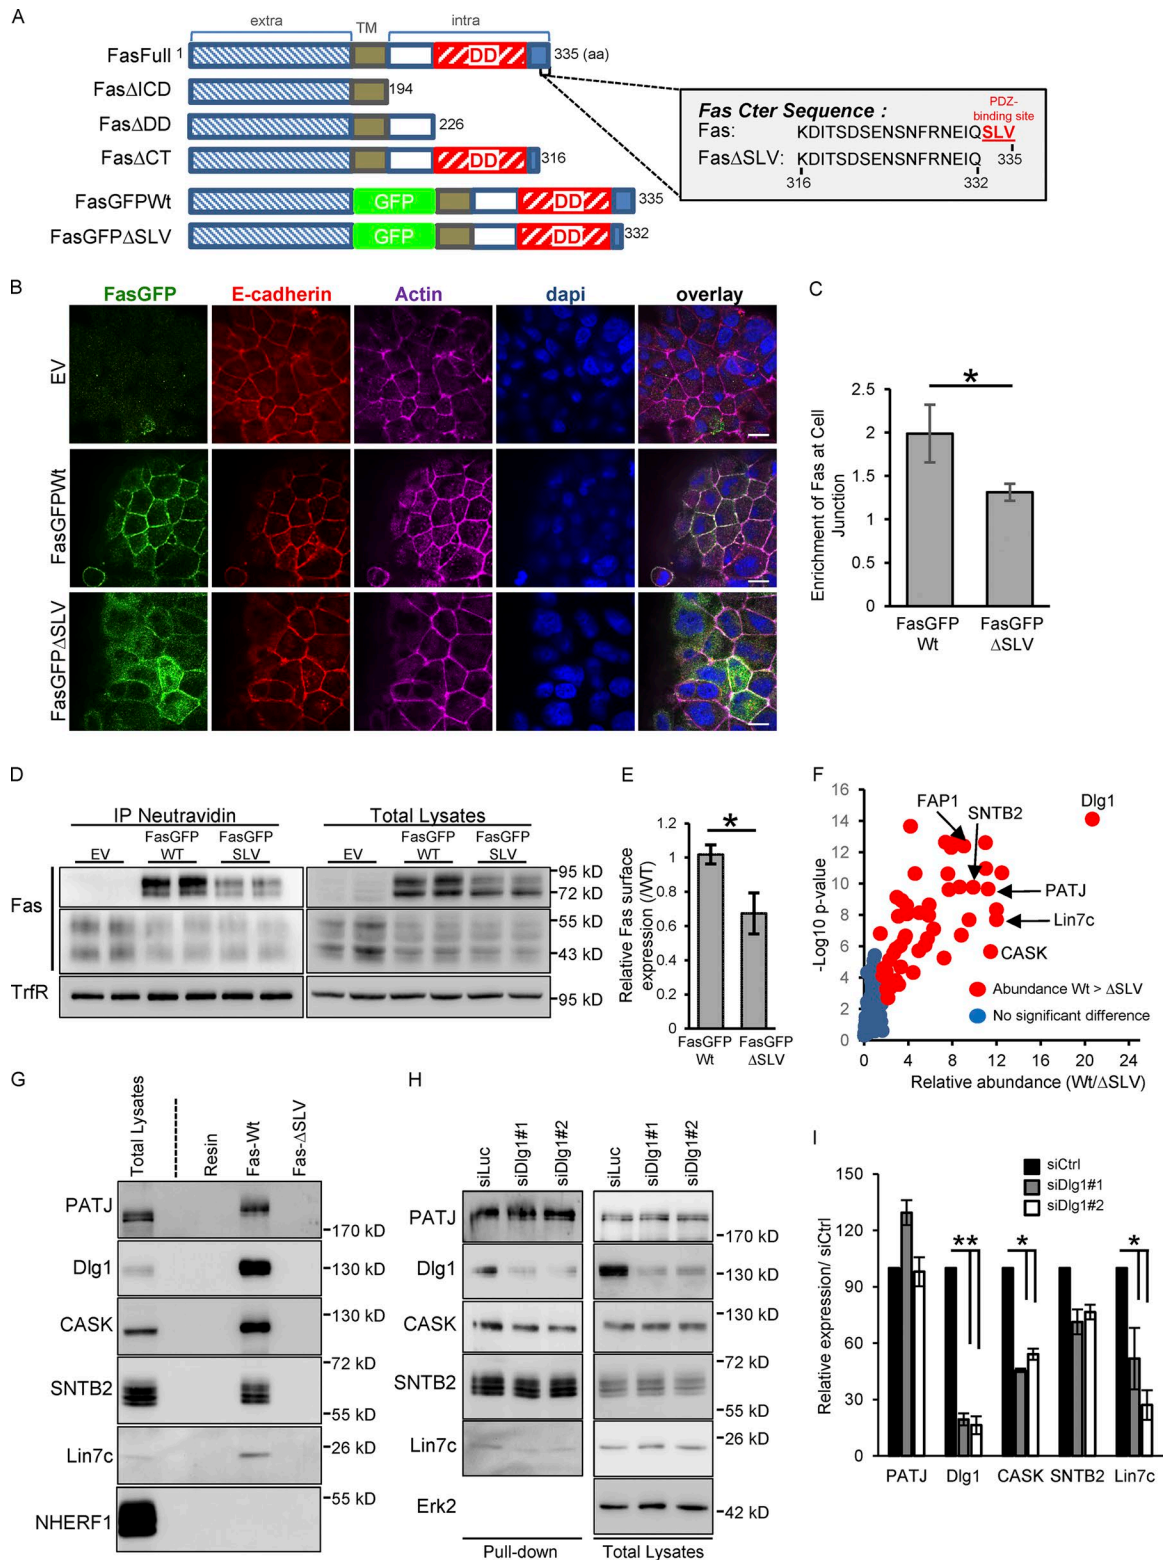 A
extra
TM
intra
FasFull 1
DD
335 (aa)
FasΔICD
194
FasΔDD
226
FasΔCT
DD
316
FasGFPWt
GFP
DD
335
FasGFPΔSLV
GFP
DD
332
Fas Cter Sequence :
PDZ-
binding site
Fas: KDITSDSENSNFRNEIQSLV
335
FasΔSLV: KDITSDSENSNFRNEIQ
316 332
B
FasGFP E-cadherin Actin dapi overlay
EV
FasGFPWt
FasGFPΔSLV
C
Enrichment of Fas at Cell
Junction
2.5
2
1.5
1
0.5
0
*
FasGFP
Wt
FasGFP
ΔSLV
D
IP Neutravidin
Total Lysates
EV
FasGFP
WT
FasGFP
SLV
EV
FasGFP
WT
FasGFP
SLV
Fas
95 kD
72 kD
55 kD
43 kD
TrfR
95 kD
E
Relative Fas surface
expression (/WT)
1.2
1
0.8
0.6
0.4
0.2
0
*
FasGFP
Wt
FasGFP
ΔSLV
F
-Log10 p-value
16
14
12
10
8
6
4
2
0
FAP1
SNTB2
Dlg1
PATJ
Lin7c
CASK
Abundance Wt > ΔSLV
No significant difference
0 4 8 12 16 20 24
Relative abundance (Wt/ΔSLV)
G
Total Lysates
Resin
Fas-Wt
Fas-ΔSLV
PATJ
170 kD
Dlg1
130 kD
CASK
130 kD
SNTB2
72 kD
55 kD
Lin7c
26 kD
NHERF1
55 kD
H
siLuc
siDlg1#1
siDlg1#2
siLuc
siDlg1#1
siDlg1#2
PATJ
170 kD
Dlg1
130 kD
CASK
130 kD
SNTB2
72 kD
55 kD
Lin7c
26 kD
Erk2
42 kD
Pull-down
Total Lysates
I
Relative expression/ siCtrl
150
120
90
60
30
0
siCtrl
siDlg1#1
siDlg1#2
**
*
*
PATJ Dlg1 CASK SNTB2 Lin7c